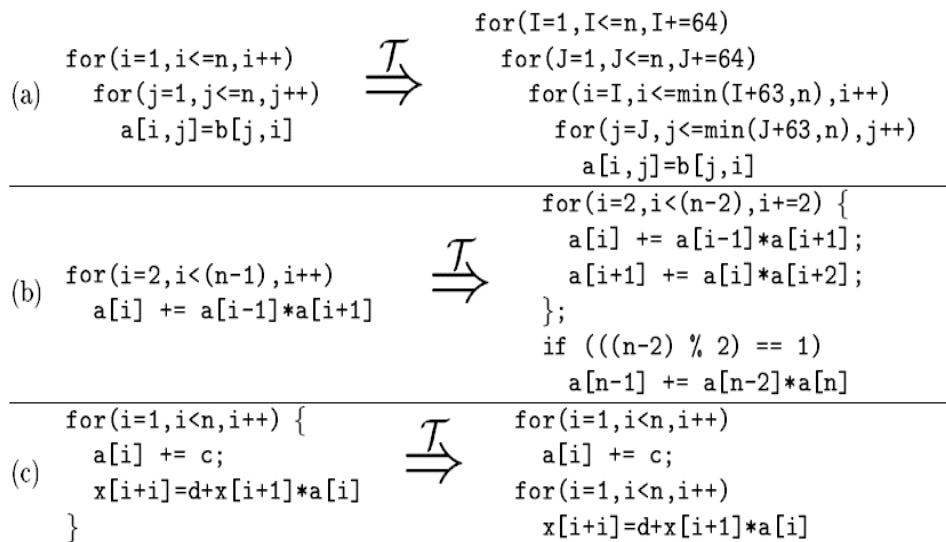 (a)
for(i=1,i<=n,i++)
for(j=1,j<=n,j++)
a[i,j]=b[j,i]
T
⇒
for(I=1,I<=n,I+=64)
for(J=1,J<=n,J+=64)
for(i=I,i<=min(I+63,n),i++)
for(j=J,j<=min(J+63,n),j++)
a[i,j]=b[j,i]
(b)
for(i=2,i<(n-1),i++)
a[i] += a[i-1]*a[i+1]
T
⇒
for(i=2,i<(n-2),i+=2) {
a[i] += a[i-1]*a[i+1];
a[i+1] += a[i]*a[i+2];
};
if (((n-2) % 2) == 1)
a[n-1] += a[n-2]*a[n]
(c)
for(i=1,i<n,i++) {
a[i] += c;
x[i+i]=d+x[i+1]*a[i]
}
T
⇒
for(i=1,i<n,i++)
a[i] += c;
for(i=1,i<n,i++)
x[i+i]=d+x[i+1]*a[i]